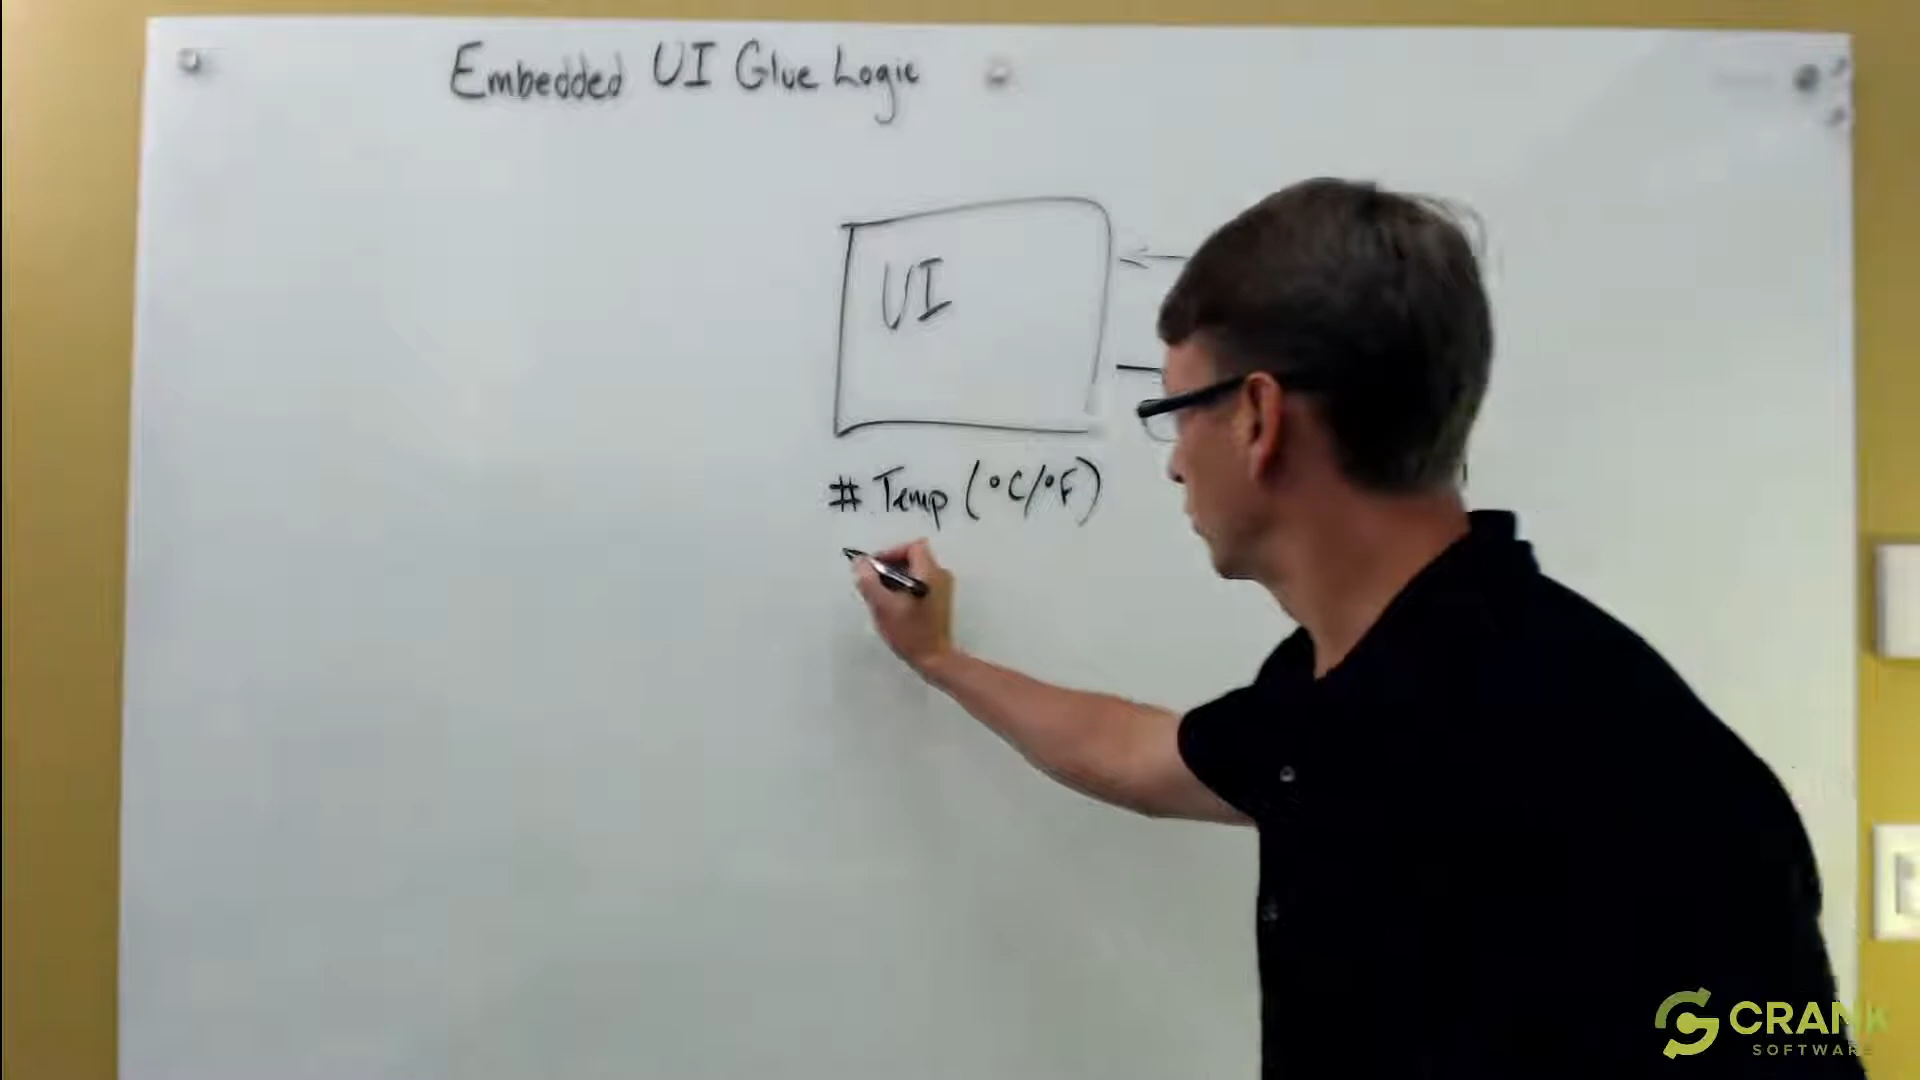 Embedded UI Glue Logic
UI
# Temp (°C/°F)
CRANK
SOFTWARE